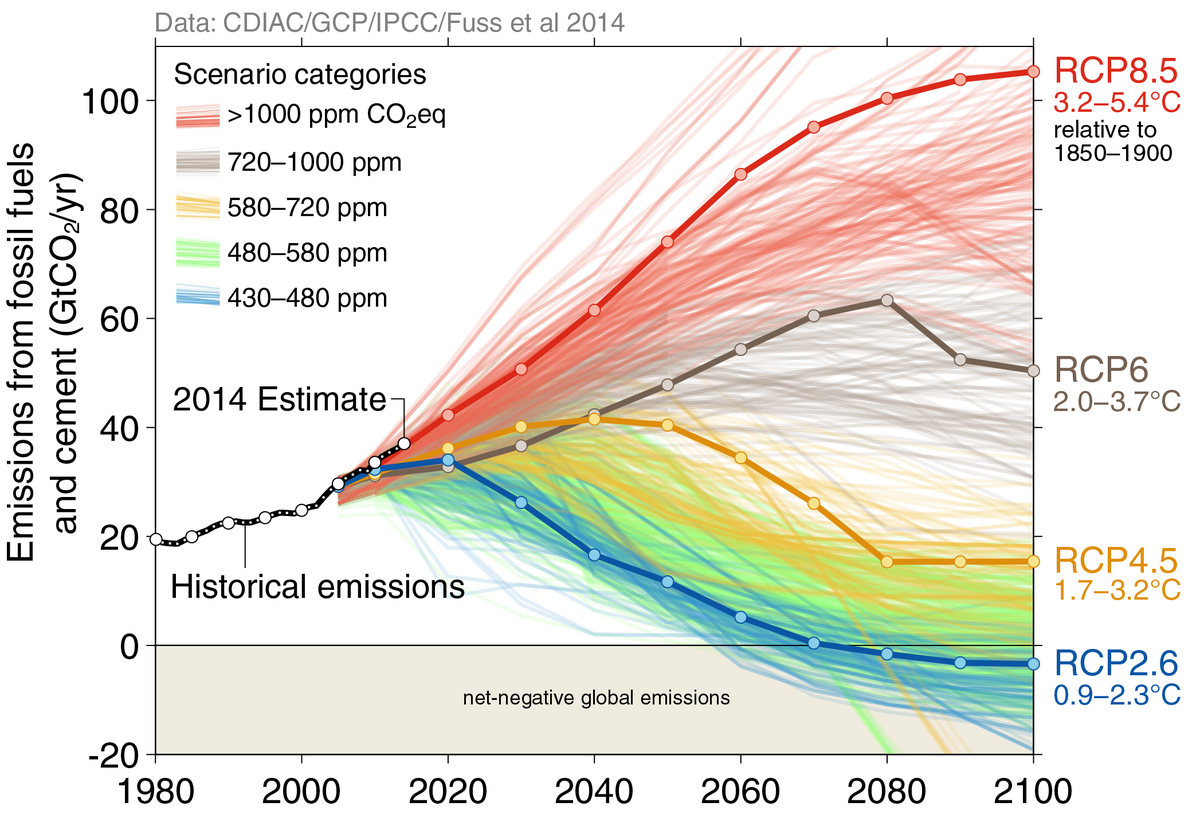 Data: CDIAC/GCP/IPCC/Fuss et al 2014
Emissions from fossil fuels
and cement (GtCO₂/yr)
100
80
60
40
20
0
-20
Scenario categories
>1000 ppm CO₂eq
720–1000 ppm
580–720 ppm
480–580 ppm
430–480 ppm
2014 Estimate
Historical emissions
net-negative global emissions
RCP8.5
3.2–5.4°C
relative to
1850–1900
RCP6
2.0–3.7°C
RCP4.5
1.7–3.2°C
RCP2.6
0.9–2.3°C
1980 2000 2020 2040 2060 2080 2100